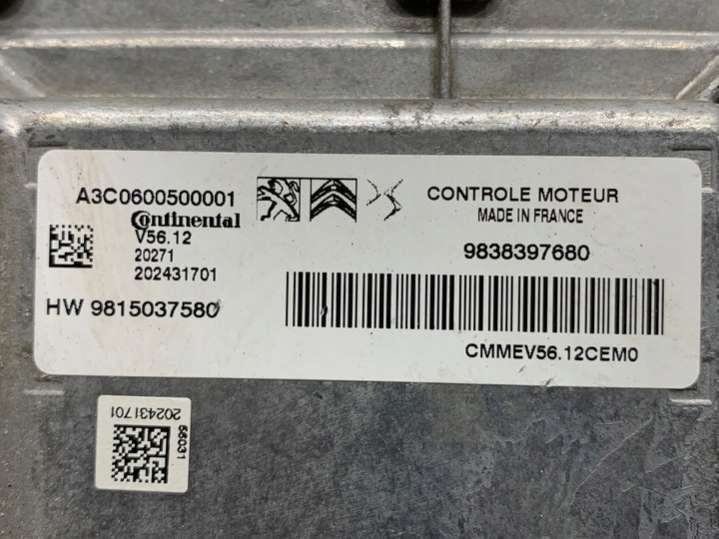 A3C0600500001
Continental
V56.12
20271
202431701
HW 9815037580
CONTROLE MOTEUR
MADE IN FRANCE
9838397680
CMMEV56.12CEM0
202431701
56031